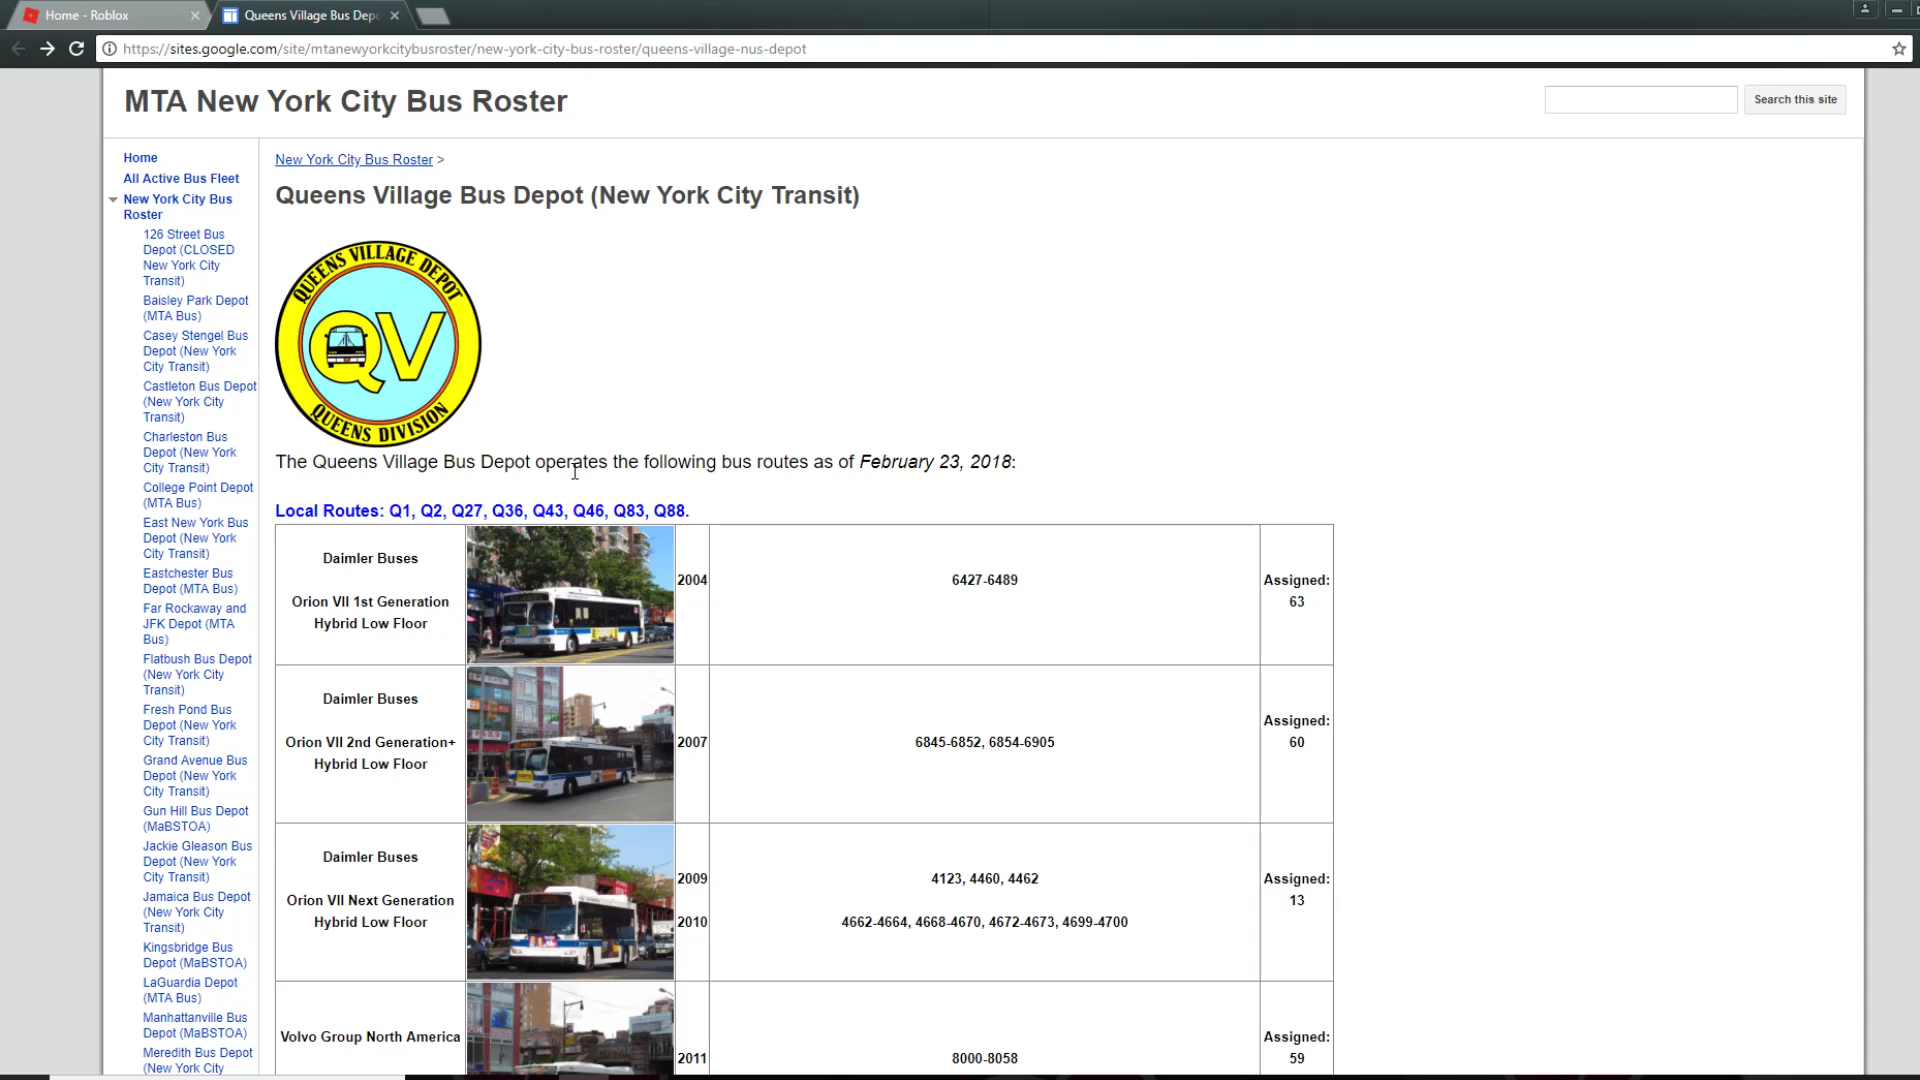 Home - Roblox
Queens Village Bus Dep
https://sites.google.com/site/mtanewyorkcitybusroster/new-york-city-bus-roster/queens-village-nus-depot
MTA New York City Bus Roster
Search this site
Home
All Active Bus Fleet
New York City Bus
Roster
126 Street Bus
Depot (CLOSED
New York City
Transit)
Baisley Park Depot
(MTA Bus)
Casey Stengel Bus
Depot (New York
City Transit)
Castleton Bus Depot
(New York City
Transit)
Charleston Bus
Depot (New York
City Transit)
College Point Depot
(MTA Bus)
East New York Bus
Depot (New York
City Transit)
Eastchester Bus
Depot (MTA Bus)
Far Rockaway and
JFK Depot (MTA
Bus)
Flatbush Bus Depot
(New York City
Transit)
Fresh Pond Bus
Depot (New York
City Transit)
Grand Avenue Bus
Depot (New York
City Transit)
Gun Hill Bus Depot
(MaBSTOA)
Jackie Gleason Bus
Depot (New York
City Transit)
Jamaica Bus Depot
(New York City
Transit)
Kingsbridge Bus
Depot (MaBSTOA)
LaGuardia Depot
(MTA Bus)
Manhattanville Bus
Depot (MaBSTOA)
Meredith Bus Depot
(New York City
New York City Bus Roster >
Queens Village Bus Depot (New York City Transit)
QUEENS VILLAGE DEPOT
QV
QUEENS DIVISION
The Queens Village Bus Depot operates the following bus routes as of February 23, 2018:
Local Routes: Q1, Q2, Q27, Q36, Q43, Q46, Q83, Q88.
Daimler Buses
Orion VII 1st Generation
Hybrid Low Floor
2004
6427-6489
Assigned:
63
Daimler Buses
Orion VII 2nd Generation+
Hybrid Low Floor
2007
6845-6852, 6854-6905
Assigned:
60
Daimler Buses
Orion VII Next Generation
Hybrid Low Floor
2009
2010
4123, 4460, 4462
4662-4664, 4668-4670, 4672-4673, 4699-4700
Assigned:
13
Volvo Group North America
2011
8000-8058
Assigned:
59